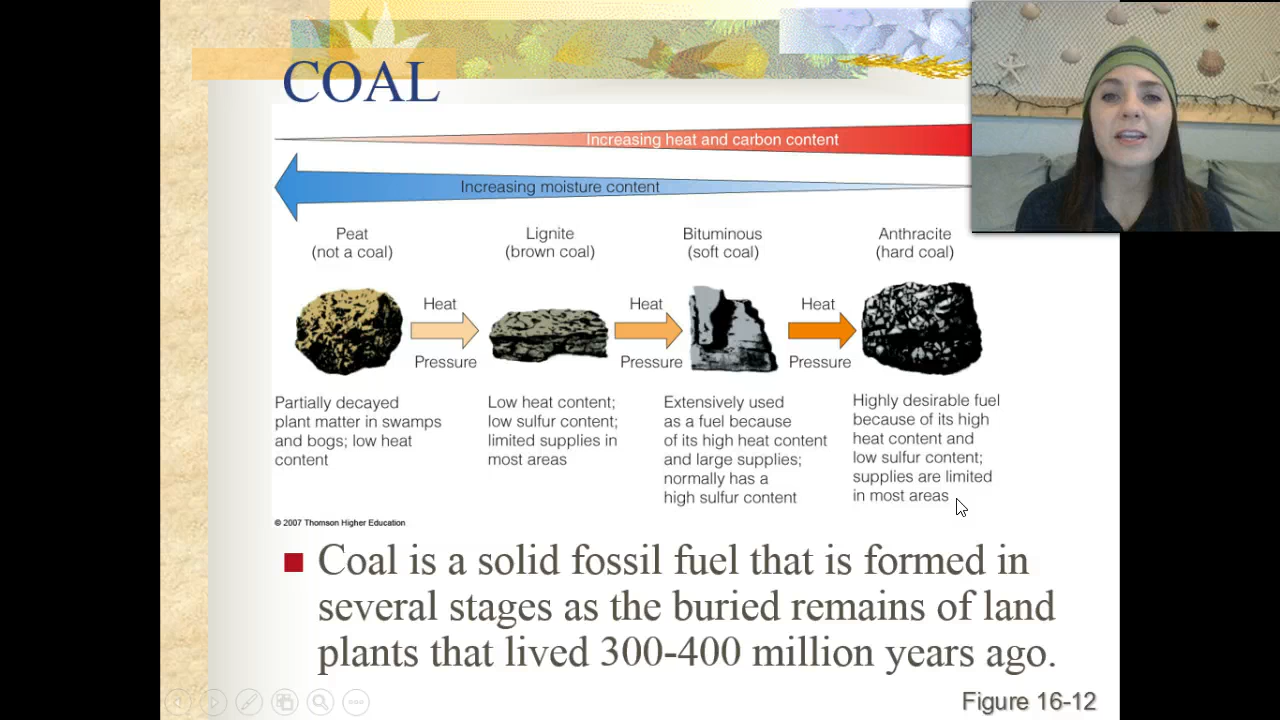 COAL
Increasing heat and carbon content
Increasing moisture content
Peat
(not a coal)
Lignite
(brown coal)
Bituminous
(soft coal)
Anthracite
(hard coal)
Heat
Pressure
Heat
Pressure
Heat
Pressure
Partially decayed
plant matter in swamps
and bogs; low heat
content
Low heat content;
low sulfur content;
limited supplies in
most areas
Extensively used
as a fuel because
of its high heat content
and large supplies;
normally has a
high sulfur content
Highly desirable fuel
because of its high
heat content and
low sulfur content;
supplies are limited
in most areas
© 2007 Thomson Higher Education
Coal is a solid fossil fuel that is formed in
several stages as the buried remains of land
plants that lived 300-400 million years ago.
Figure 16-12